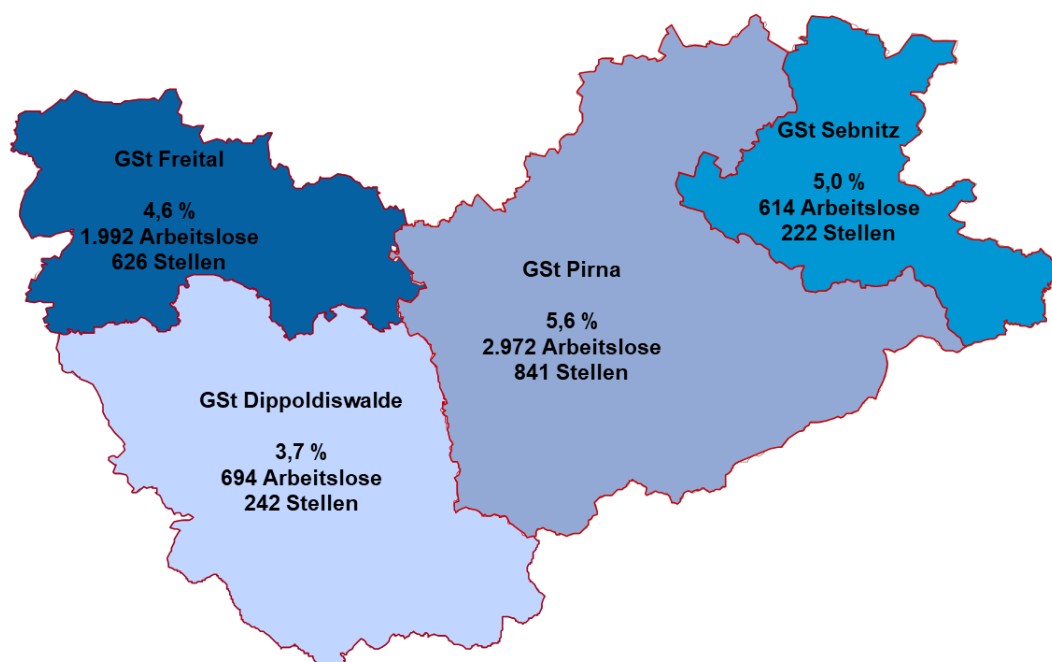 GSt Freital
4,6 %
1.992 Arbeitslose
626 Stellen
GSt Sebnitz
5,0 %
614 Arbeitslose
222 Stellen
GSt Pirna
5,6 %
2.972 Arbeitslose
841 Stellen
GSt Dippoldiswalde
3,7 %
694 Arbeitslose
242 Stellen